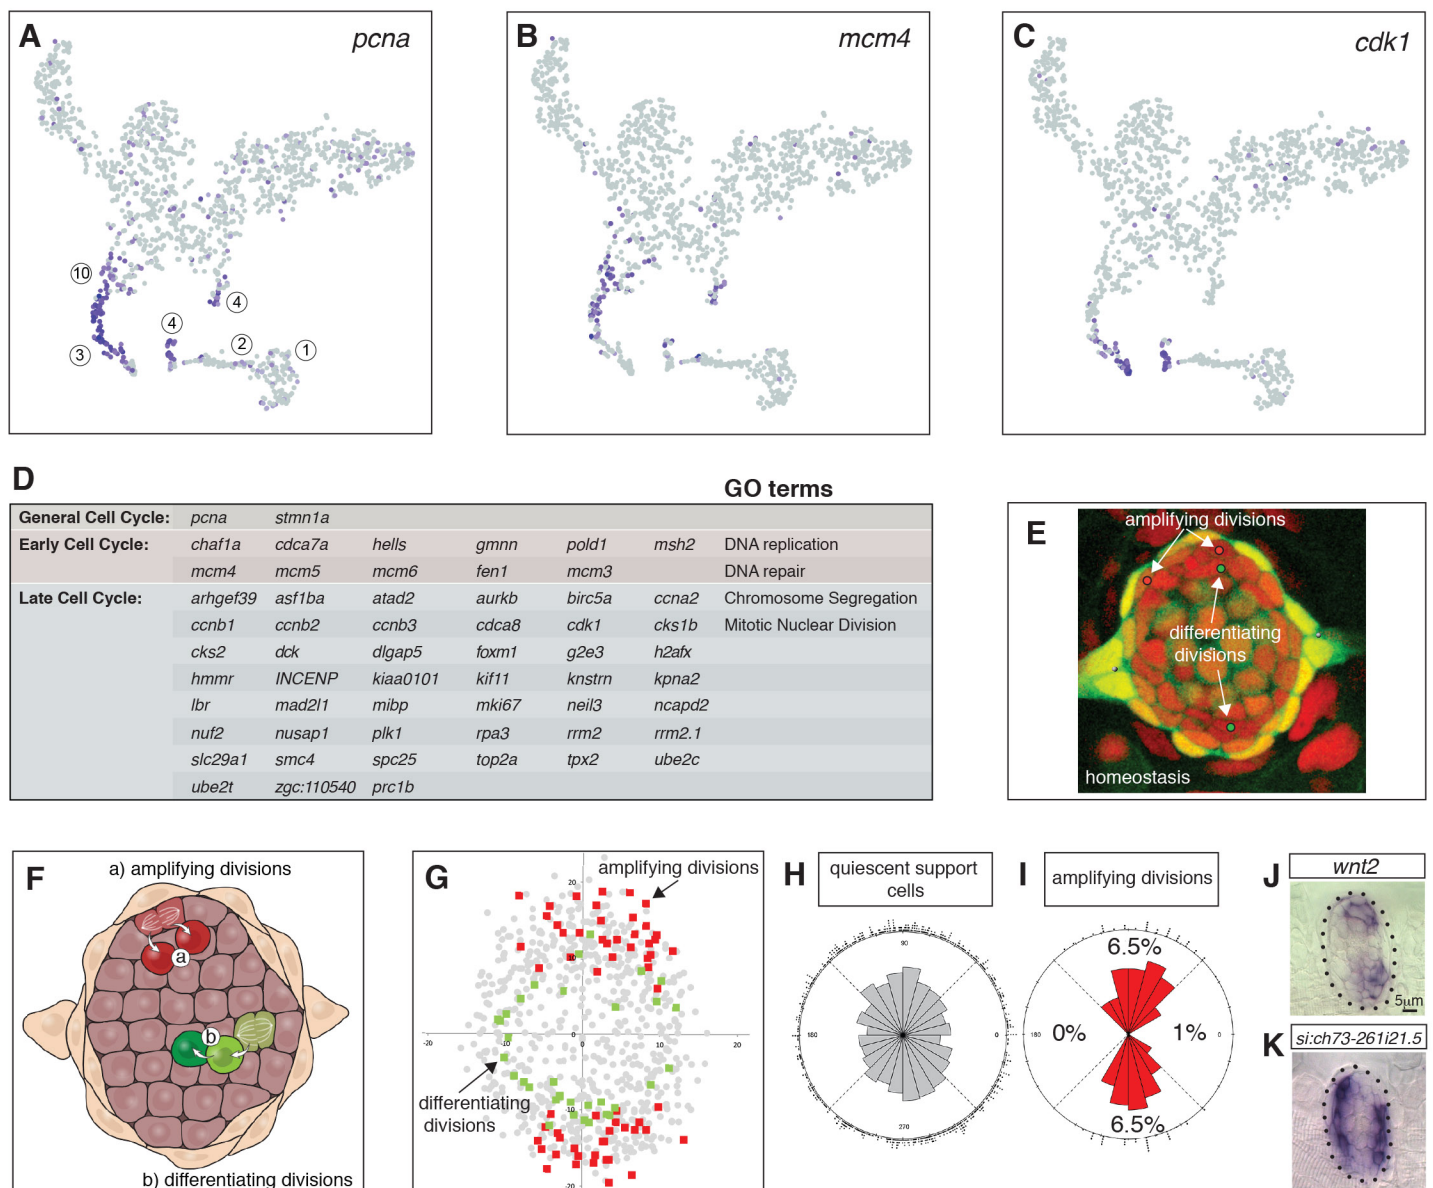 A
pcna
10
3
4
4
2
1
B
mcm4
C
cdk1
D
GO terms
General Cell Cycle: pcna stmn1a
Early Cell Cycle: chaf1a cdca7a hells gmnn pold1 msh2 DNA replication
mcm4 mcm5 mcm6 fen1 mcm3 DNA repair
Late Cell Cycle: arhgef39 asf1ba atad2 aurkb birc5a ccna2 Chromosome Segregation
ccnb1 ccnb2 ccnb3 cdca8 cdk1 cks1b Mitotic Nuclear Division
cks2 dck dlgap5 foxm1 g2e3 h2afx
hmmr INCENP kiaa0101 kif11 knstrn kpna2
lbr mad2l1 mibp mki67 neil3 ncapd2
nuf2 nusap1 plk1 rpa3 rrm2 rrm2.1
slc29a1 smc4 spc25 top2a tpx2 ube2c
ube2t zgc:110540 prc1b
E
amplifying divisions
differentiating
divisions
homeostasis
F
a) amplifying divisions
a
b
b) differentiating divisions
G
amplifying divisions
20
10
-20
-10
0
10
20
-10
-20
differentiating
divisions
H
quiescent support
cells
90
180
0
270
I
amplifying divisions
6.5%
180
0%
1%
0
6.5%
J
wnt2
5µm
K
si:ch73-261i21.5